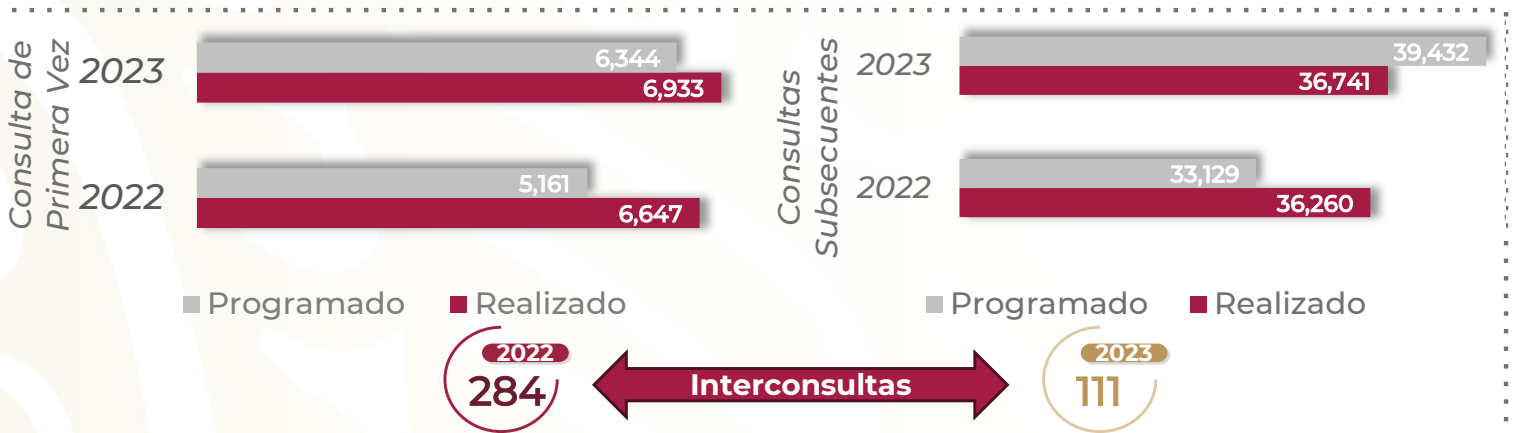 Consulta de
Primera Vez
2023
6,344
6,933
2022
5,161
6,647
Programado
Realizado
Consultas
Subsecuentes
2023
39,432
36,741
2022
33,129
36,260
Programado
Realizado
2022
284
Interconsultas
2023
111